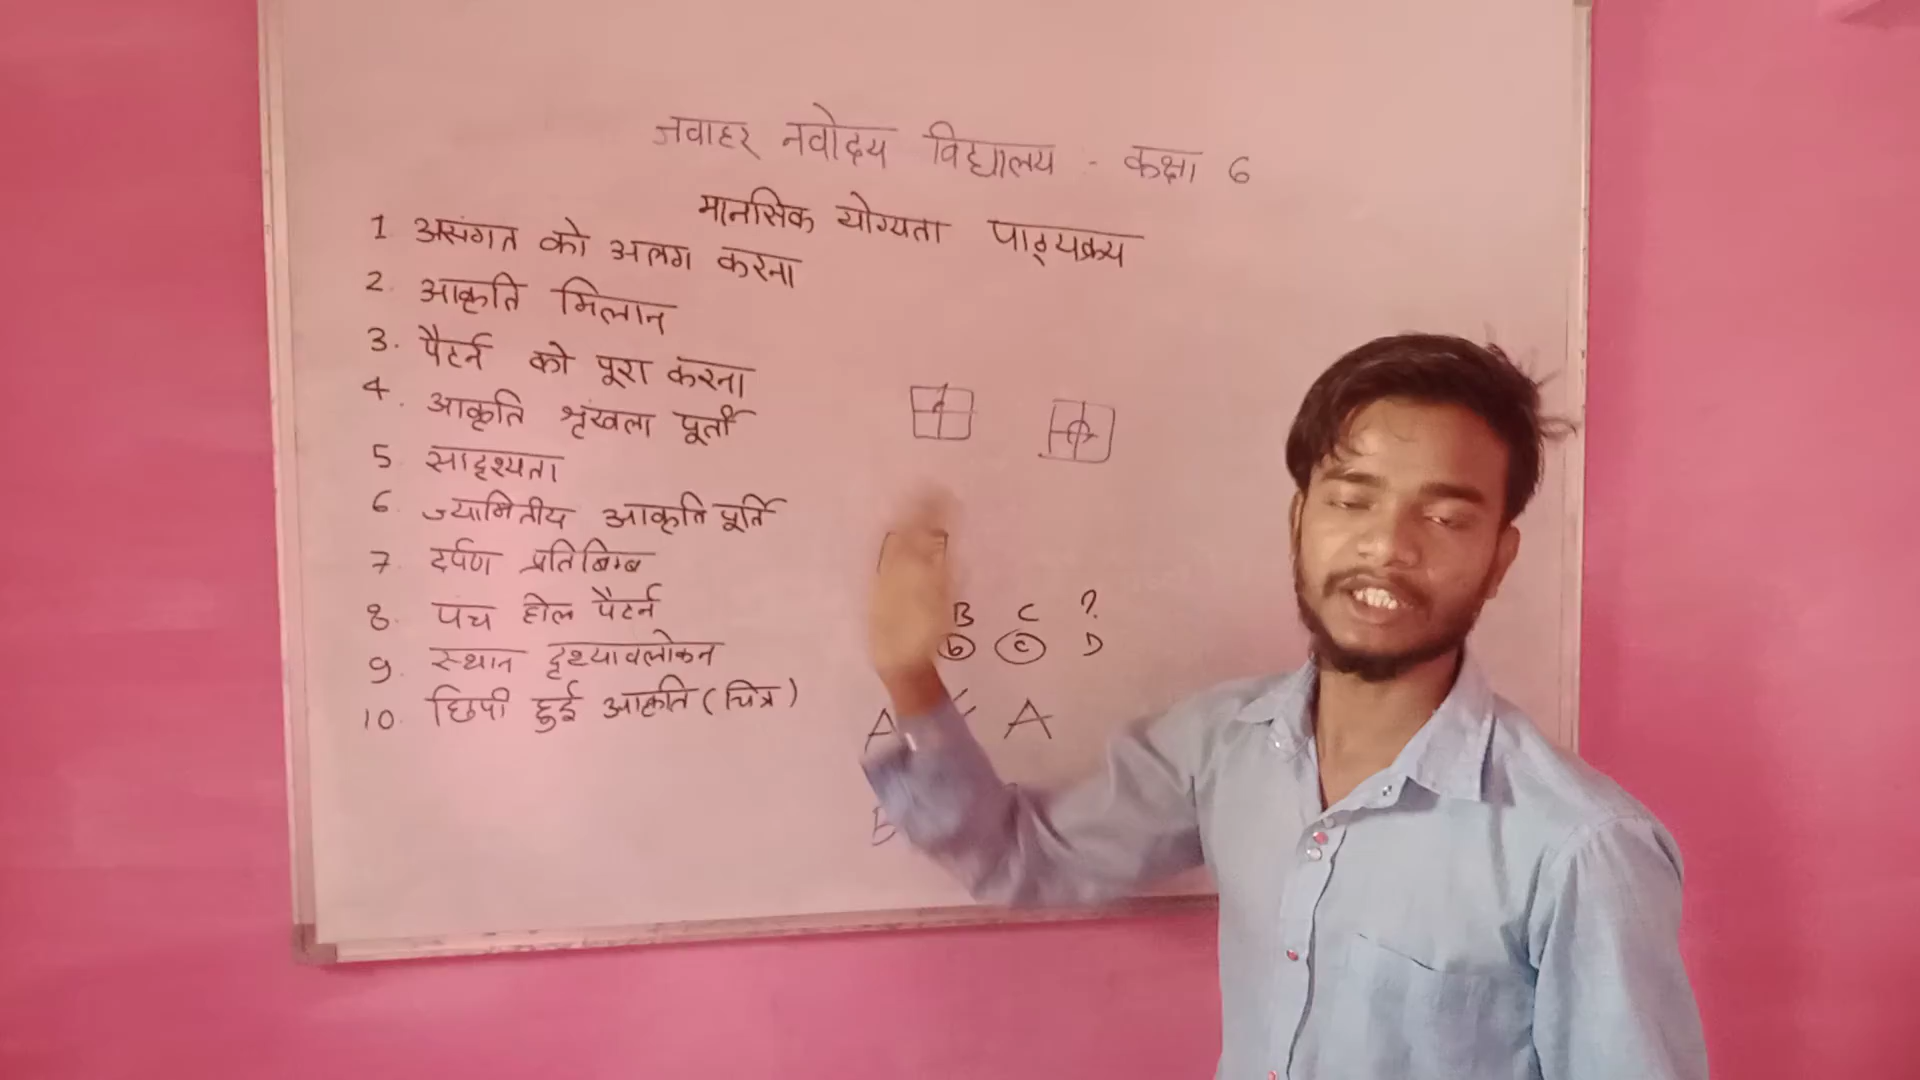 जवाहर नवोदय विद्यालय - कक्षा 6
मानसिक योग्यता पाठ्यक्रय
1 असंगत को अलग करना
2. आकृति मिलान
3. पैटर्न को पूरा करना
4. आकृति श्रृंखला पूर्ती
5 सादृश्यता
6 ज्यामितीय आकृति पूर्ति
7. दर्पण प्रतिबिम्ब
8. पंच होल पैटर्न
9. स्थान दृश्यावलोकन
10. छिपी हुई आकृति (चित्र)
B C ?
b c D
A A